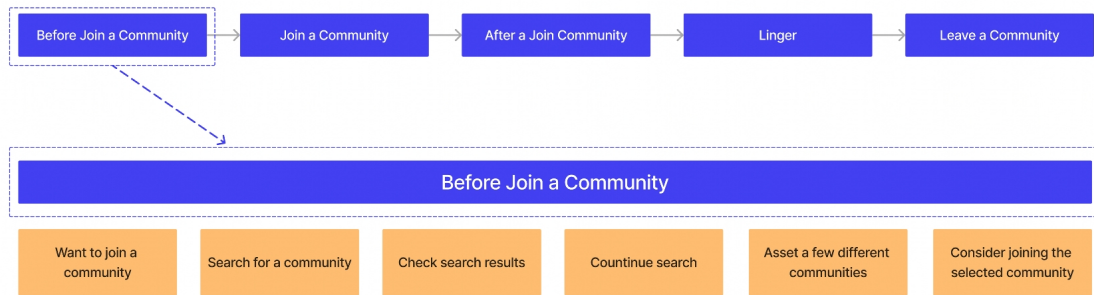 Before Join a Community
Join a Community
After a Join Community
Linger
Leave a Community
Before Join a Community
Want to join a
community
Search for a community
Check search results
Countinue search
Asset a few different
communities
Consider joining the
selected community